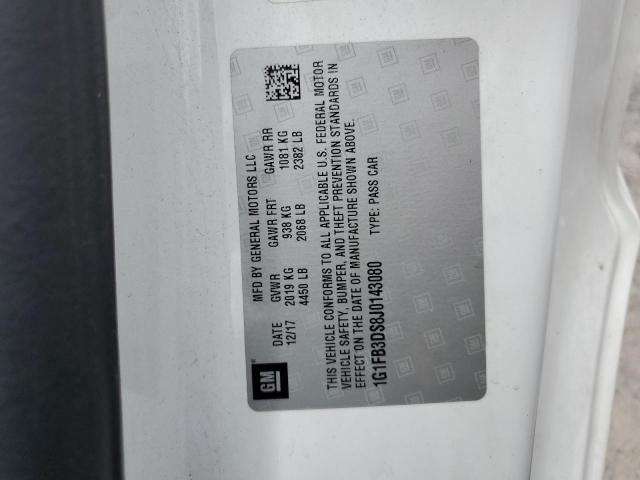 GM
MFD BY GENERAL MOTORS LLC
DATE GVWR GAWR FRT GAWR RR
12/17 2019 KG 938 KG 1081 KG
4450 LB 2068 LB 2382 LB
THIS VEHICLE CONFORMS TO ALL APPLICABLE U.S. FEDERAL MOTOR
VEHICLE SAFETY, BUMPER, AND THEFT PREVENTION STANDARDS IN
EFFECT ON THE DATE OF MANUFACTURE SHOWN ABOVE.
1G1FB3DS8J0143080 TYPE: PASS CAR